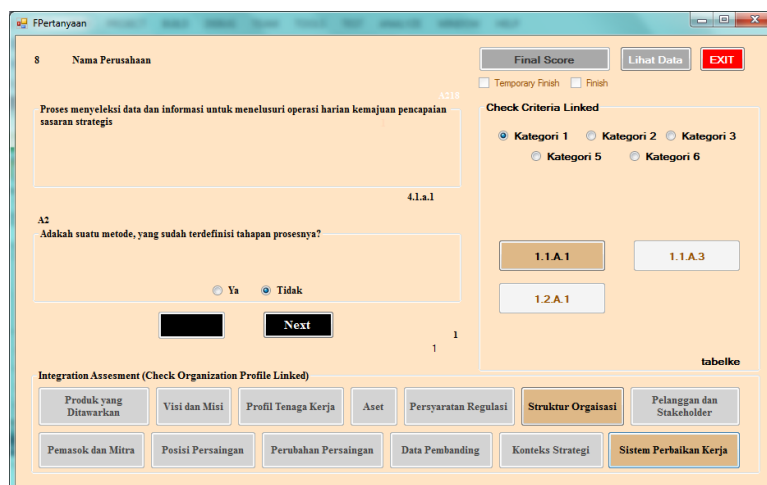 FPertanyaan
8 Nama Perusahaan
Final Score
Lihat Data
EXIT
Temporary Finish
Finish
A218
Proses menyeleksi data dan informasi untuk menelusuri operasi harian kemajuan pencapaian
sasaran strategis
4.1.a.1
Check Criteria Linked
Kategori 1
Kategori 2
Kategori 3
Kategori 5
Kategori 6
A2
Adakah suatu metode, yang sudah terdefinisi tahapan prosesnya?
Ya
Tidak
Next
1
1
1.1.A.1
1.1.A.3
1.2.A.1
tabelke
Integration Assesment (Check Organization Profile Linked)
Produk yang
Ditawarkan
Visi dan Misi
Profil Tenaga Kerja
Aset
Persyaratan Regulasi
Struktur Orgaisasi
Pelanggan dan
Stakeholder
Pemasok dan Mitra
Posisi Persaingan
Perubahan Persaingan
Data Pembanding
Konteks Strategi
Sistem Perbaikan Kerja